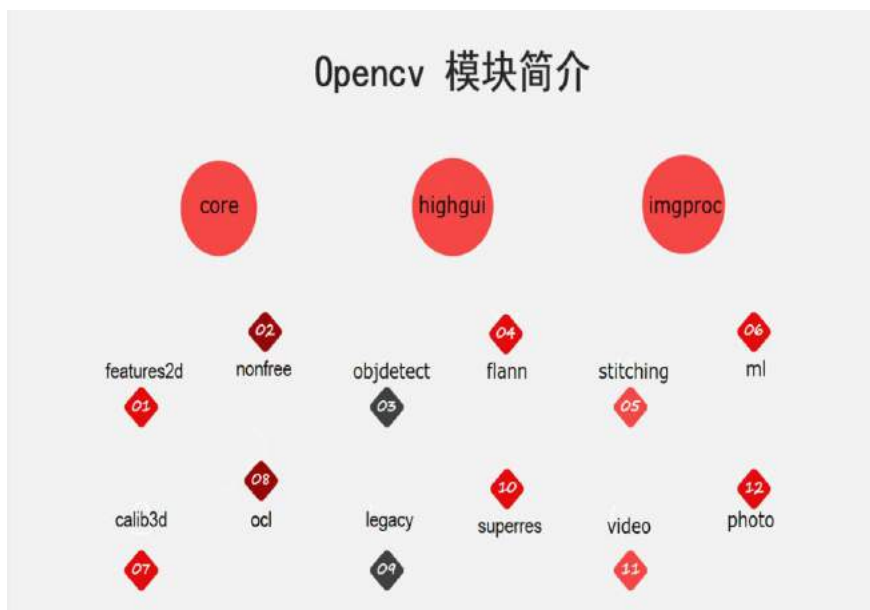 Opencv 模块简介
core highgui imgproc
02 04 06
features2d nonfree objdetect flann stitching ml
01 03 05
08 10 12
calib3d ocl legacy superres video photo
07 09 11